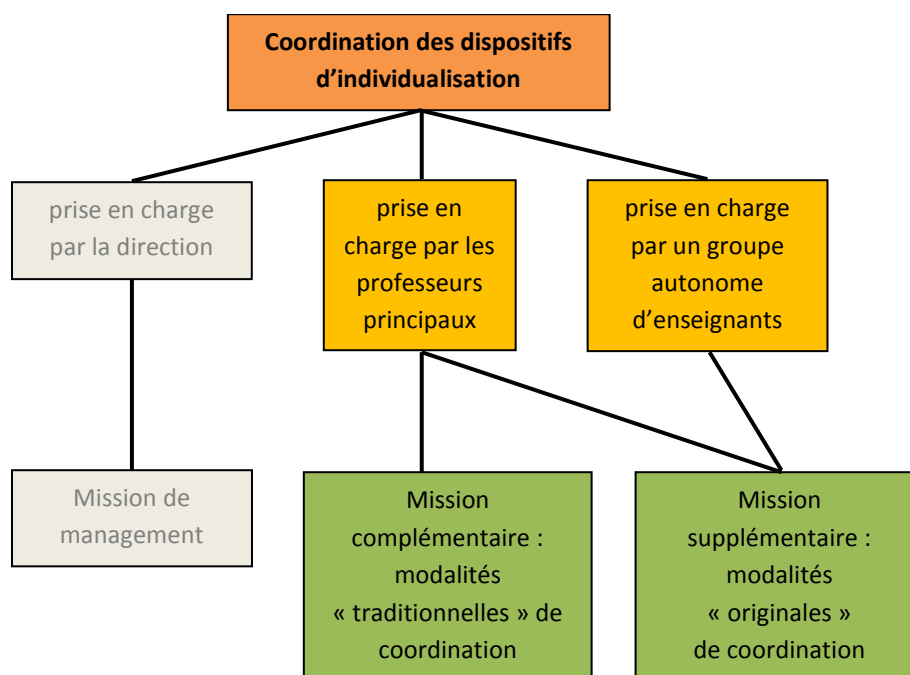 Coordination des dispositifs
d’individualisation
prise en charge
par la direction
prise en
charge par les
professeurs
principaux
prise en charge
par un groupe
autonome
d’enseignants
Mission de
management
Mission
complémentaire :
modalités
« traditionnelles » de
coordination
Mission
supplémentaire :
modalités
« originales »
de coordination